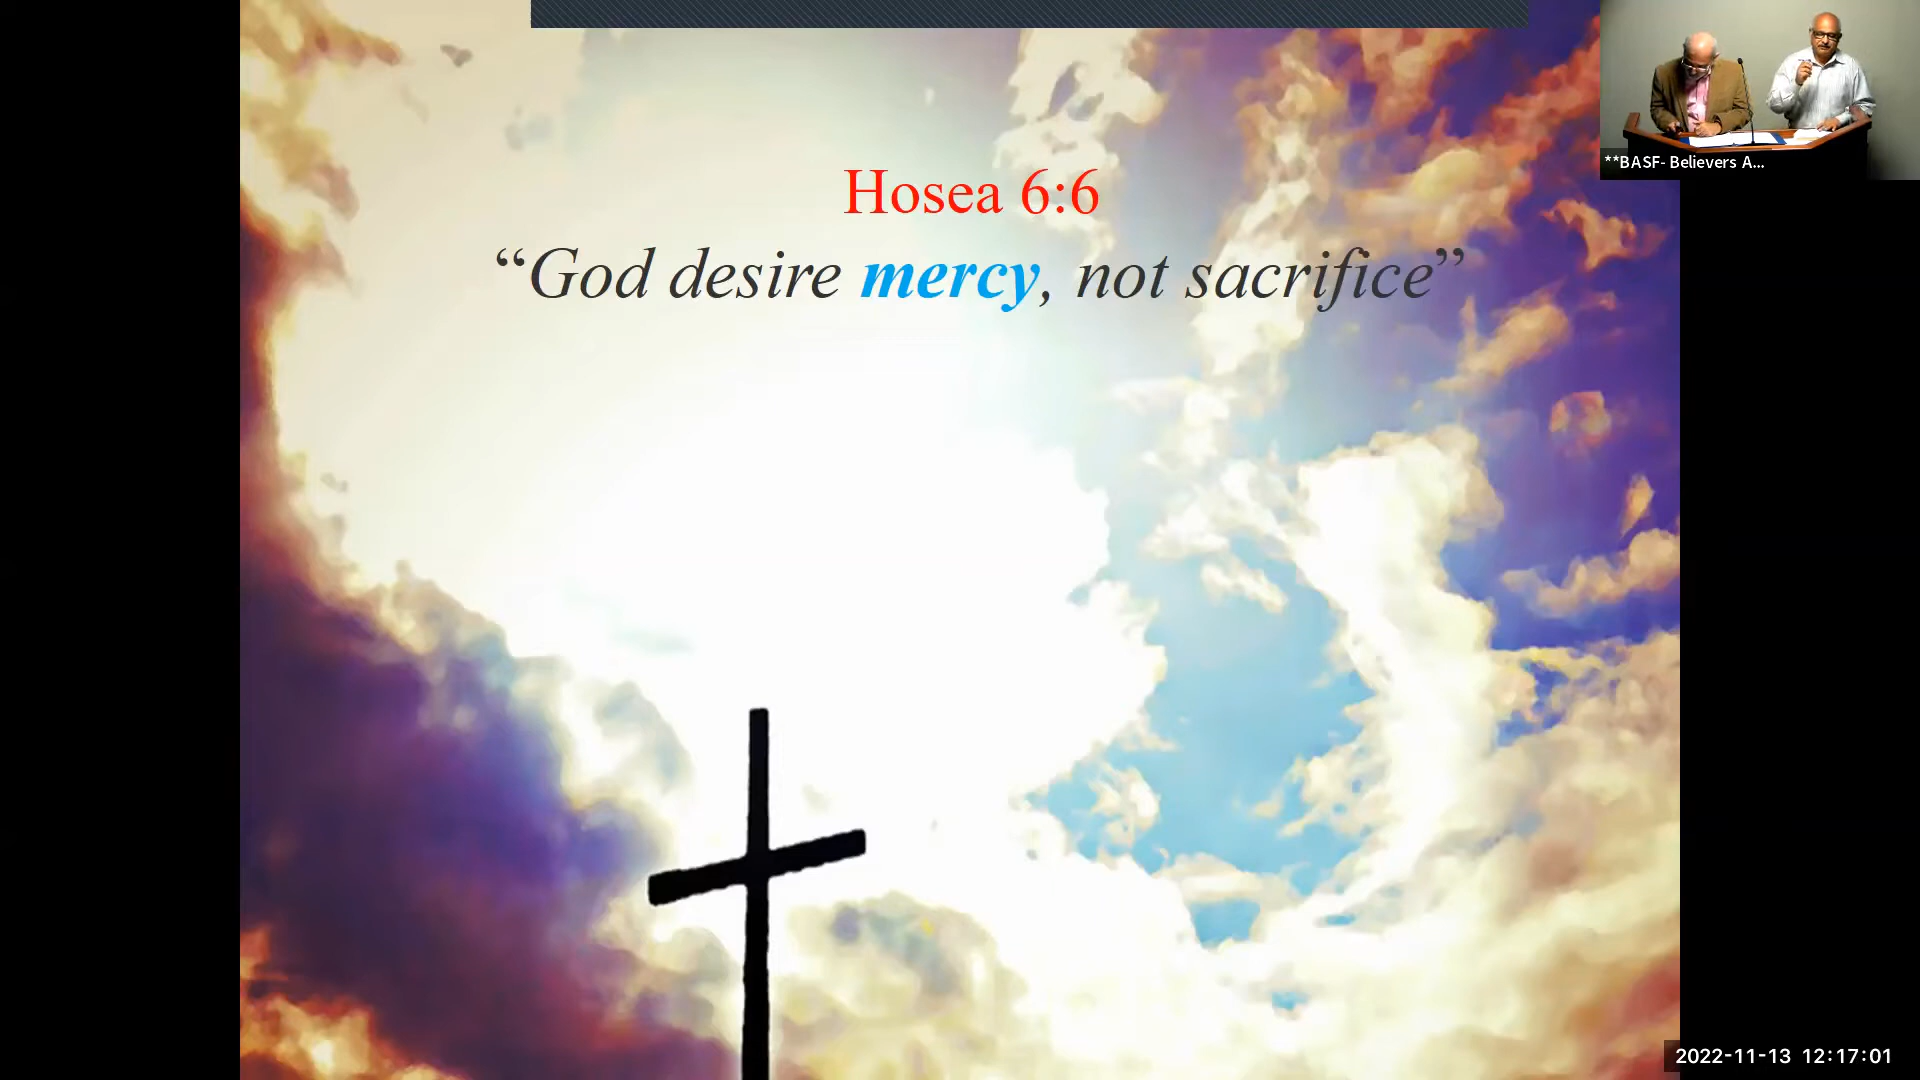 Hosea 6:6
“God desire mercy, not sacrifice”
**BASF- Believers A...
2022-11-13 12:17:01